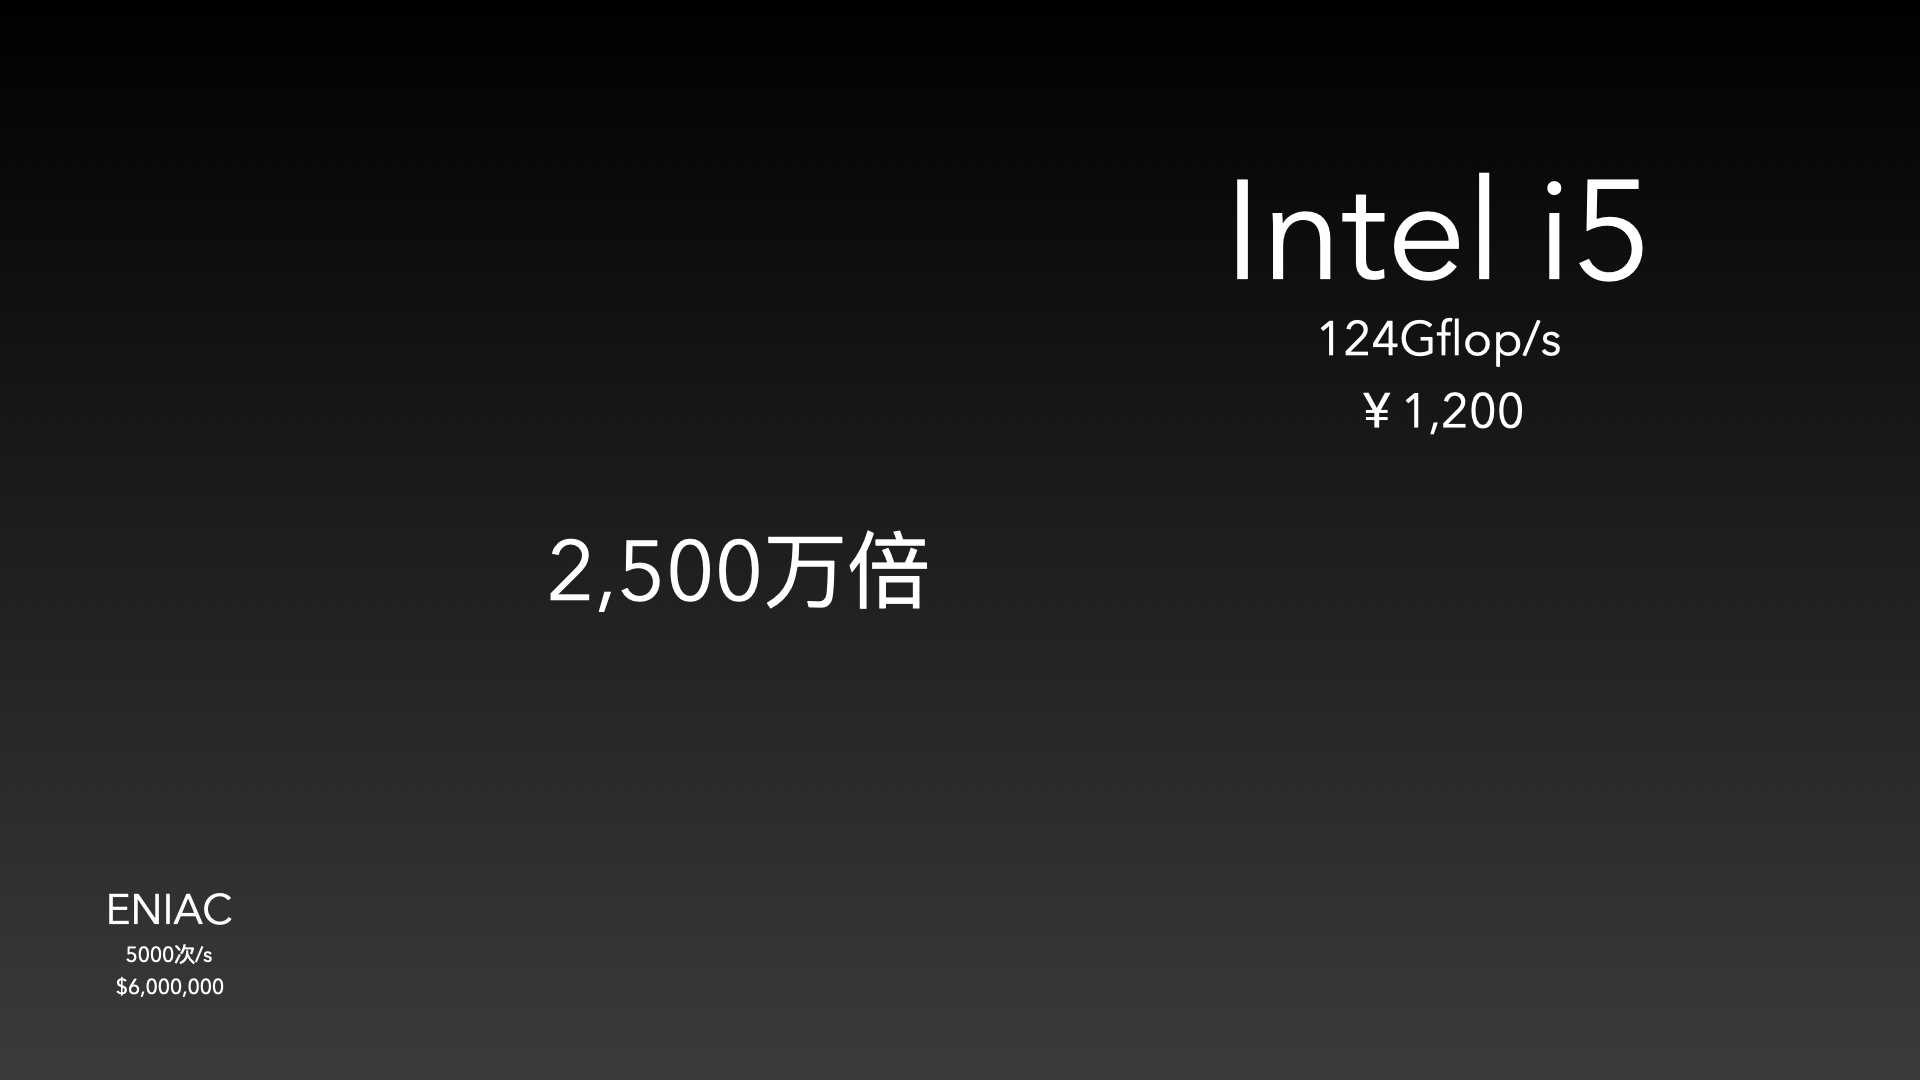 Intel i5
124Gflop/s
¥1,200
2,500万倍
ENIAC
5000次/s
$6,000,000